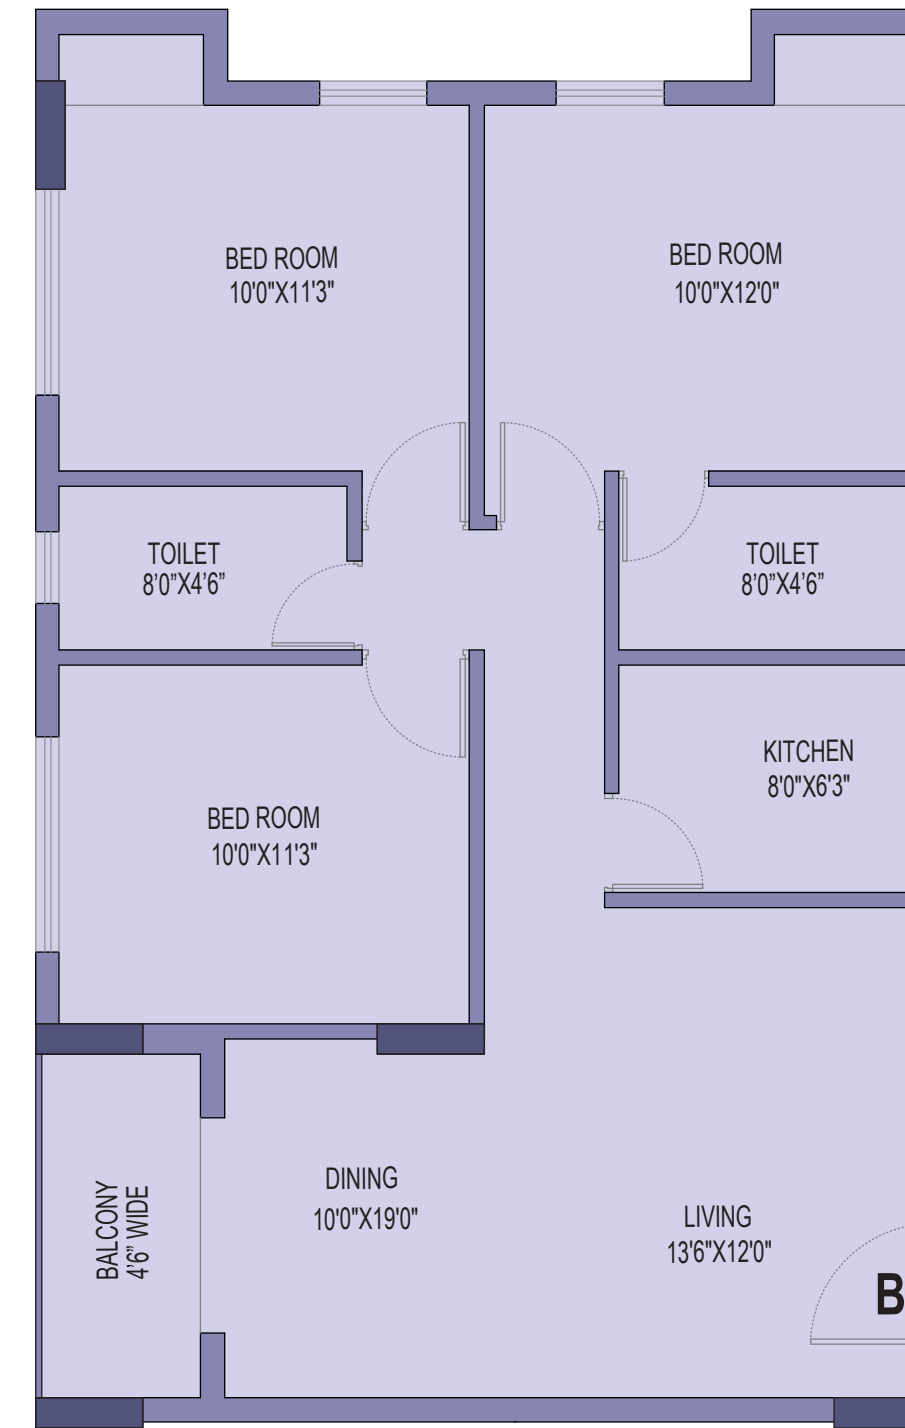 BED ROOM
10'0"X11'3"
BED ROOM
10'0"X12'0"
TOILET
8’0”X4’6”
TOILET
8’0”X4’6”
KITCHEN
8'0"X6'3"
BED ROOM
10'0"X11'3"
BALCONY
4’6” WIDE
DINING
10'0"X19'0"
LIVING
13'6"X12'0"
B